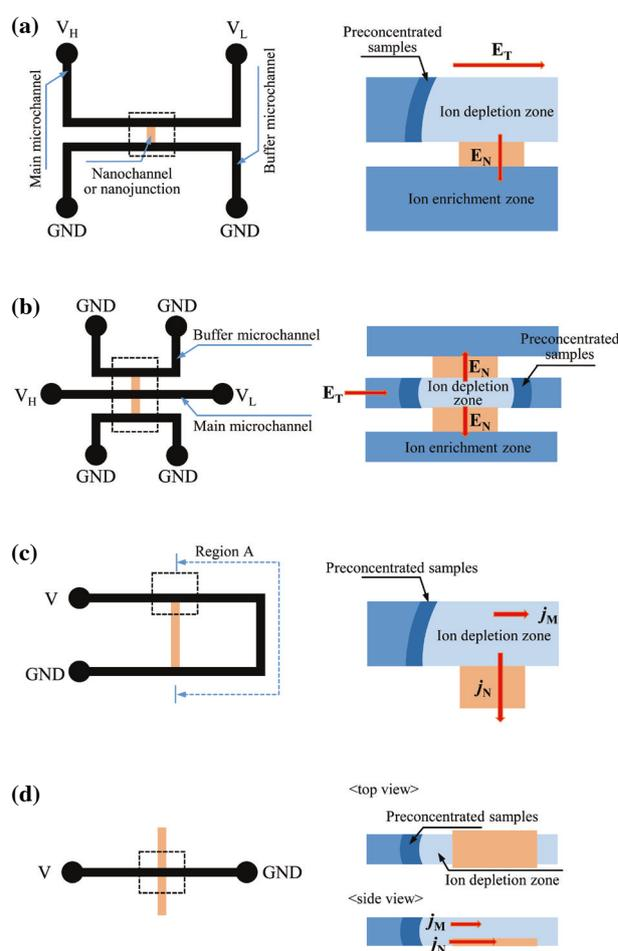 (a)
V_H
V_L
Main microchannel
Buffer microchannel
Nanochannel
or nanojunction
GND
GND
Preconcentrated
samples
E_T
Ion depletion zone
E_N
Ion enrichment zone
(b)
GND
GND
Buffer microchannel
V_H
V_L
Main microchannel
GND
GND
Preconcentrated
samples
E_N
E_T
Ion depletion
zone
E_N
Ion enrichment zone
(c)
Region A
V
GND
Preconcentrated samples
j_M
Ion depletion zone
j_N
(d)
V
GND
<top view>
Preconcentrated samples
Ion depletion zone
<side view>
j_M
j_N